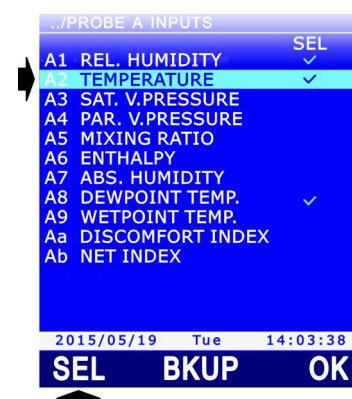 ../PROBE A INPUTS
SEL
A1 REL. HUMIDITY ✓
A2 TEMPERATURE ✓
A3 SAT. V.PRESSURE
A4 PAR. V.PRESSURE
A5 MIXING RATIO
A6 ENTHALPY
A7 ABS. HUMIDITY
A8 DEWPOINT TEMP. ✓
A9 WETPOINT TEMP.
Aa DISCOMFORT INDEX
Ab NET INDEX
2015/05/19 Tue 14:03:38
SEL BKUP OK